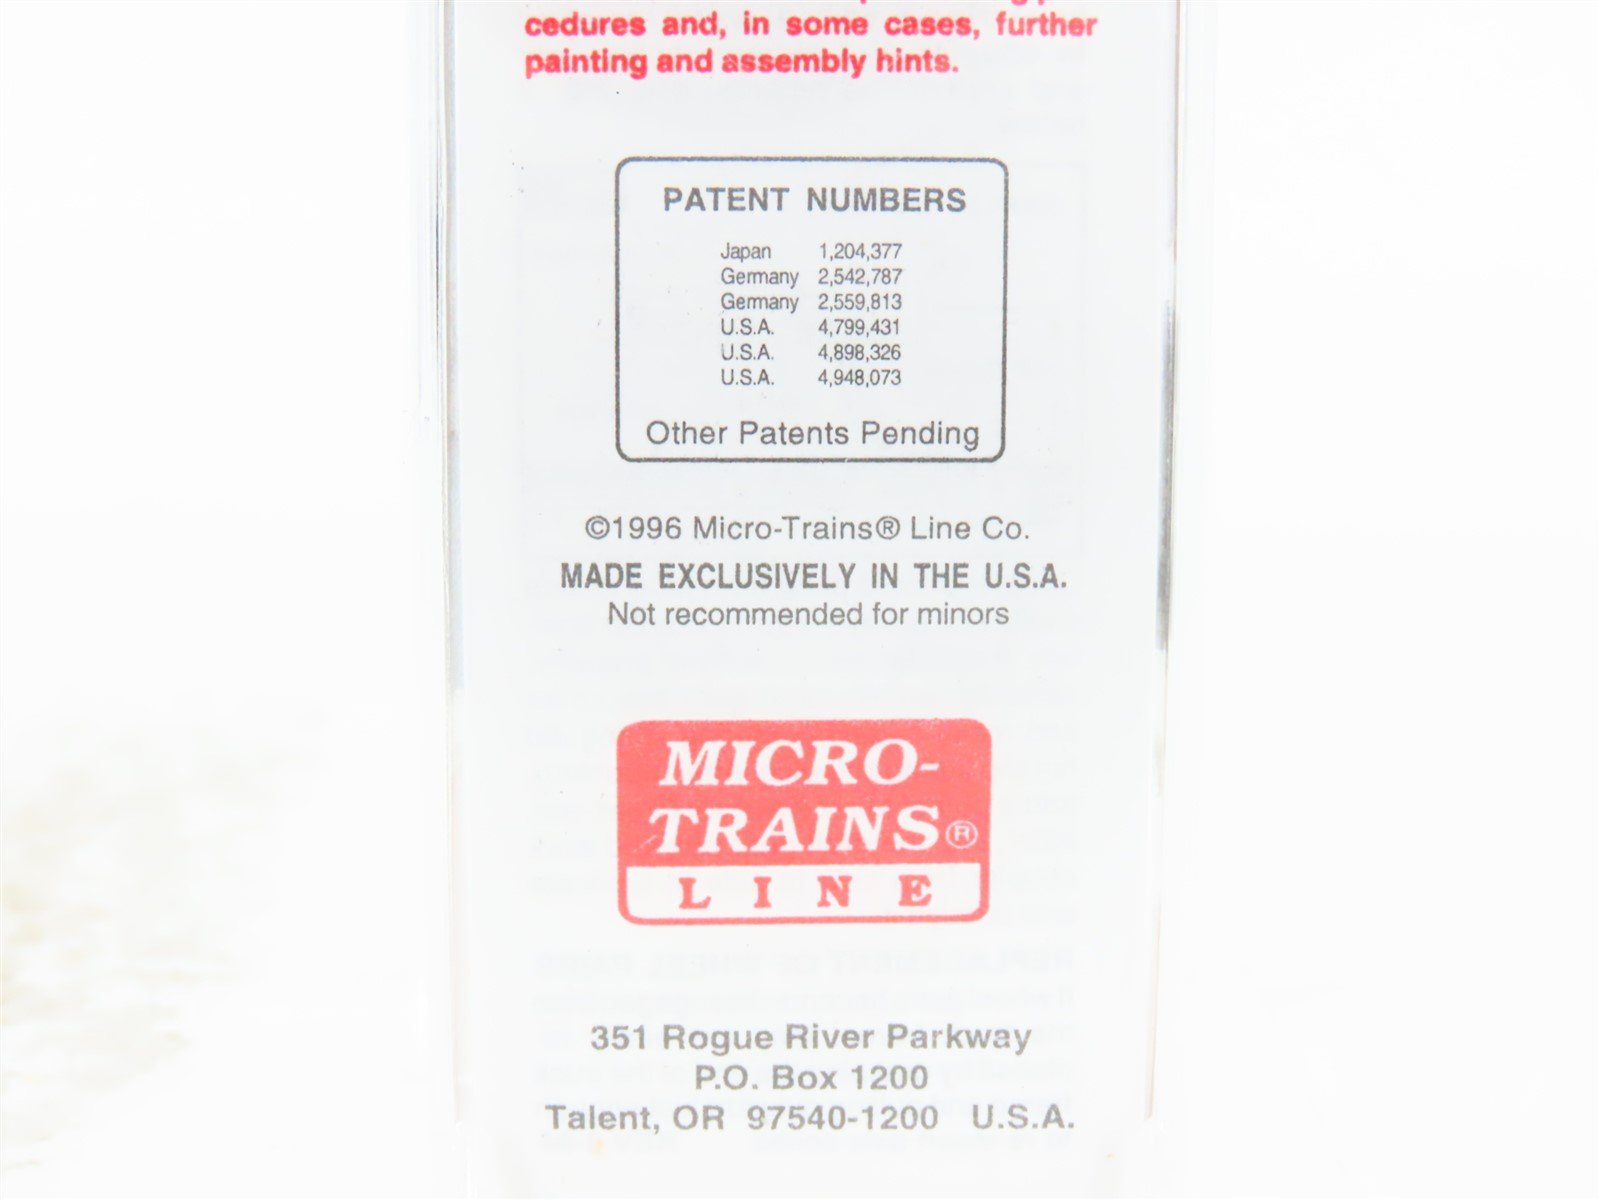 cedures and, in some cases, further
painting and assembly hints.
PATENT NUMBERS
Japan 1,204,377
Germany 2,542,787
Germany 2,559,813
U.S.A. 4,799,431
U.S.A. 4,898,326
U.S.A. 4,948,073
Other Patents Pending
©1996 Micro-Trains® Line Co.
MADE EXCLUSIVELY IN THE U.S.A.
Not recommended for minors
MICRO-
TRAINS®
LINE
351 Rogue River Parkway
P.O. Box 1200
Talent, OR 97540-1200 U.S.A.